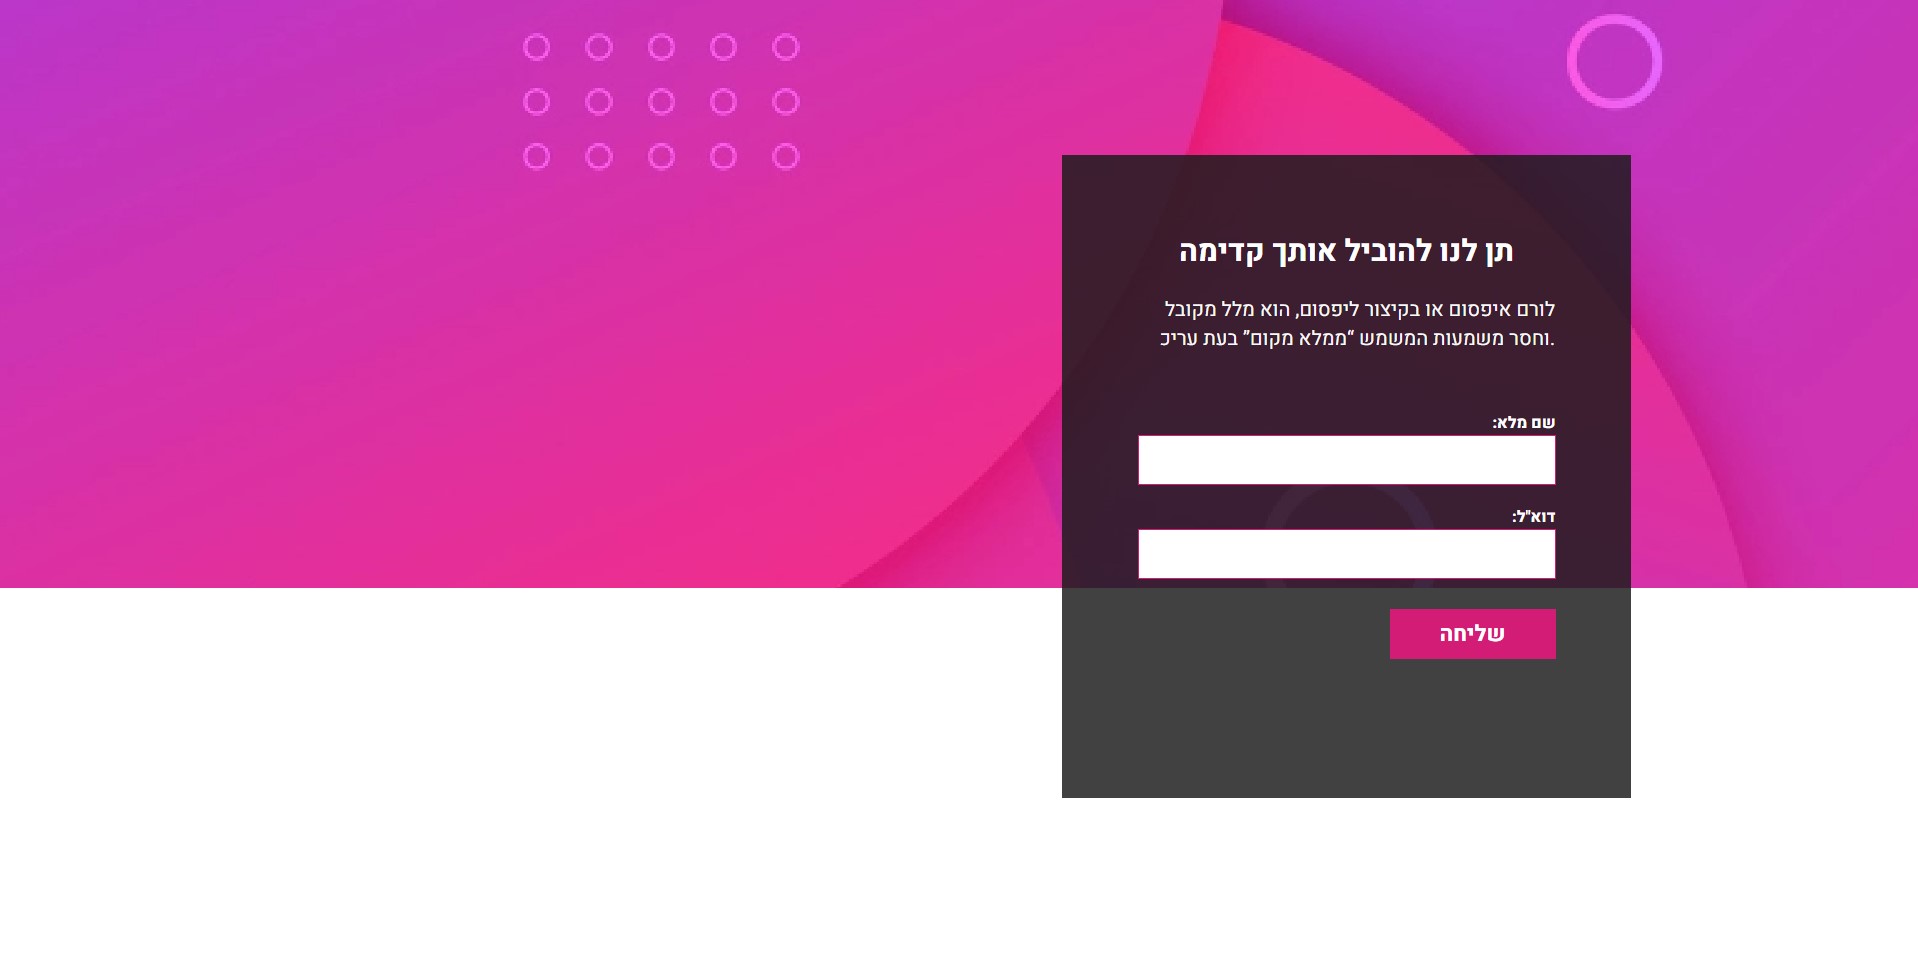 תן לנו להוביל אותך קדימה
לורם איפסום או בקיצור ליפסום, הוא מלל מקובל
וחסר משמעות המשמש “ממלא מקום” בעת עריכ.
שם מלא:
דוא"ל:
שליחה